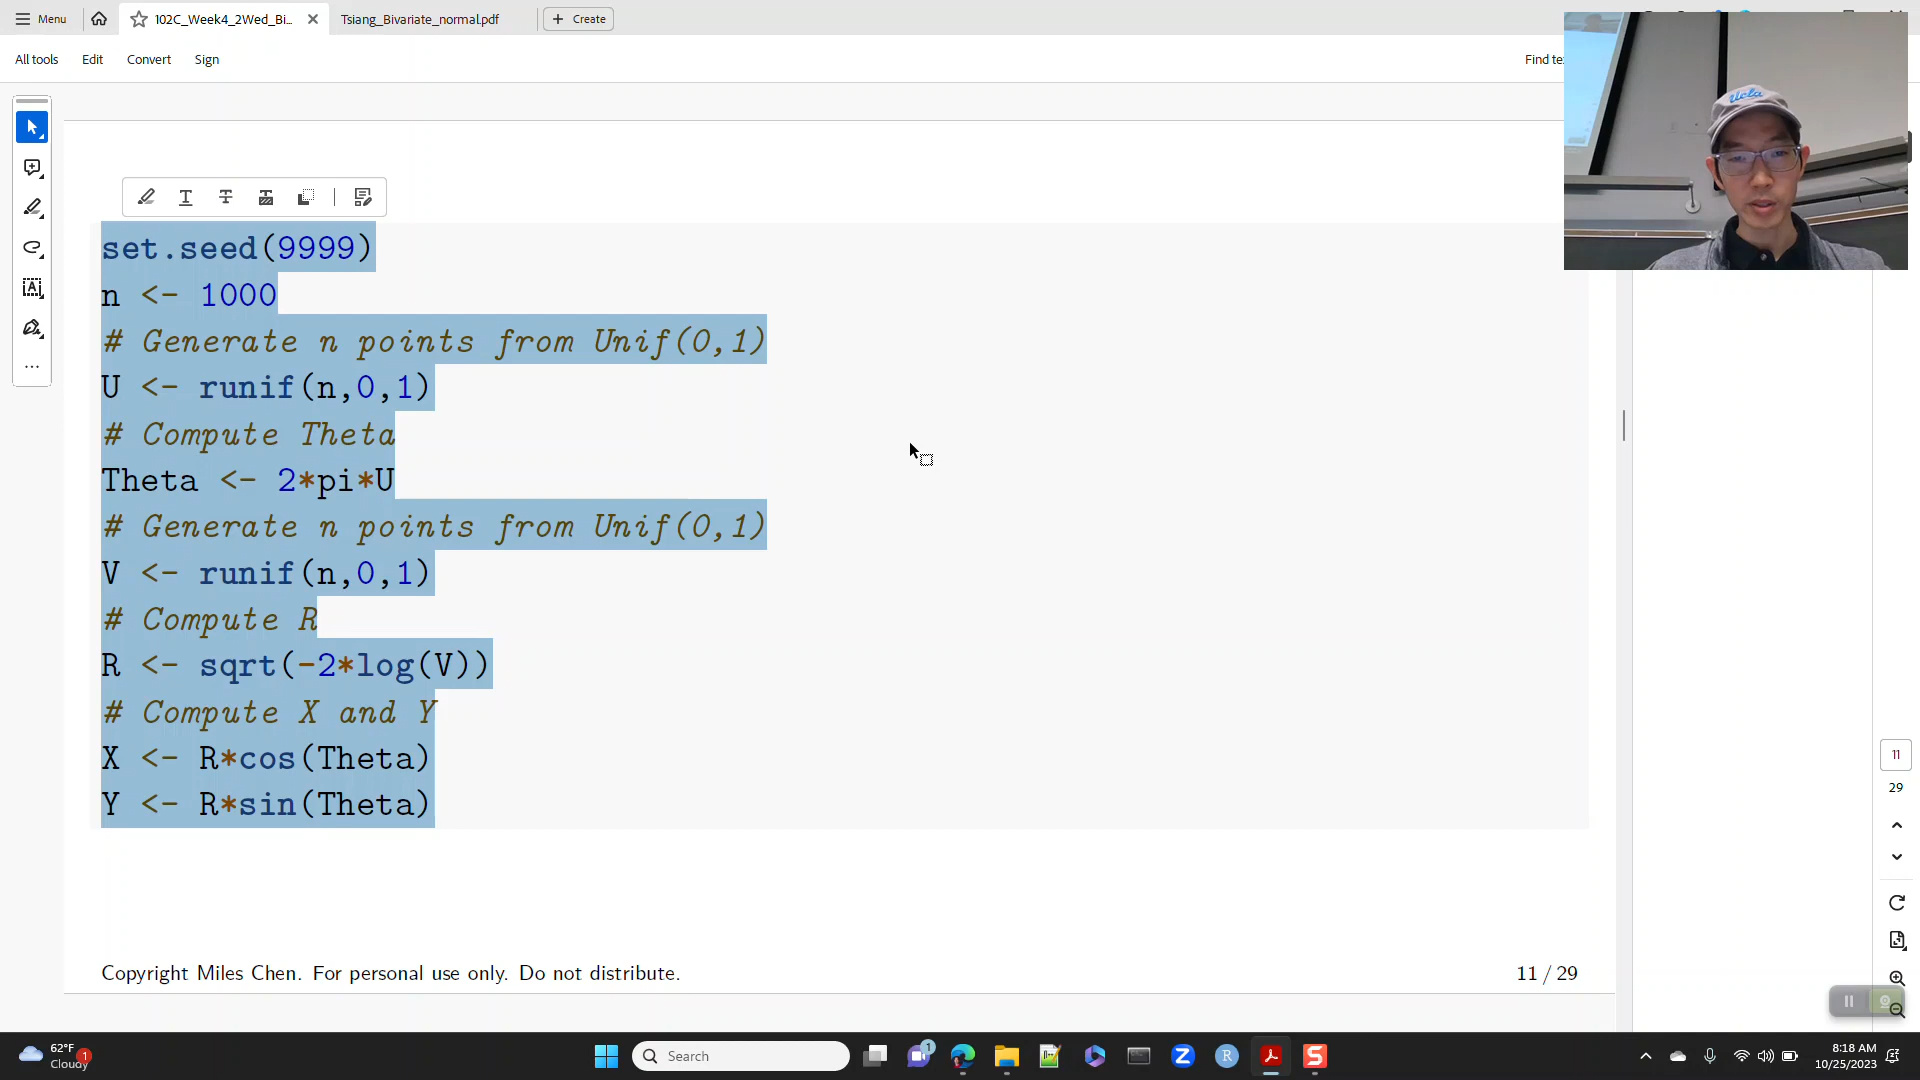 Menu
102C_Week4_2Wed_Bi...
Tsiang_Bivariate_normal.pdf
Create
All tools
Edit
Convert
Sign
Find te
ucla
set.seed(9999)
n <- 1000
# Generate n points from Unif(0,1)
U <- runif(n,0,1)
# Compute Theta
Theta <- 2*pi*U
# Generate n points from Unif(0,1)
V <- runif(n,0,1)
# Compute R
R <- sqrt(-2*log(V))
# Compute X and Y
X <- R*cos(Theta)
Y <- R*sin(Theta)
11
29
Copyright Miles Chen. For personal use only. Do not distribute.
11 / 29
62°F
Cloudy
1
Search
1
8:18 AM
10/25/2023